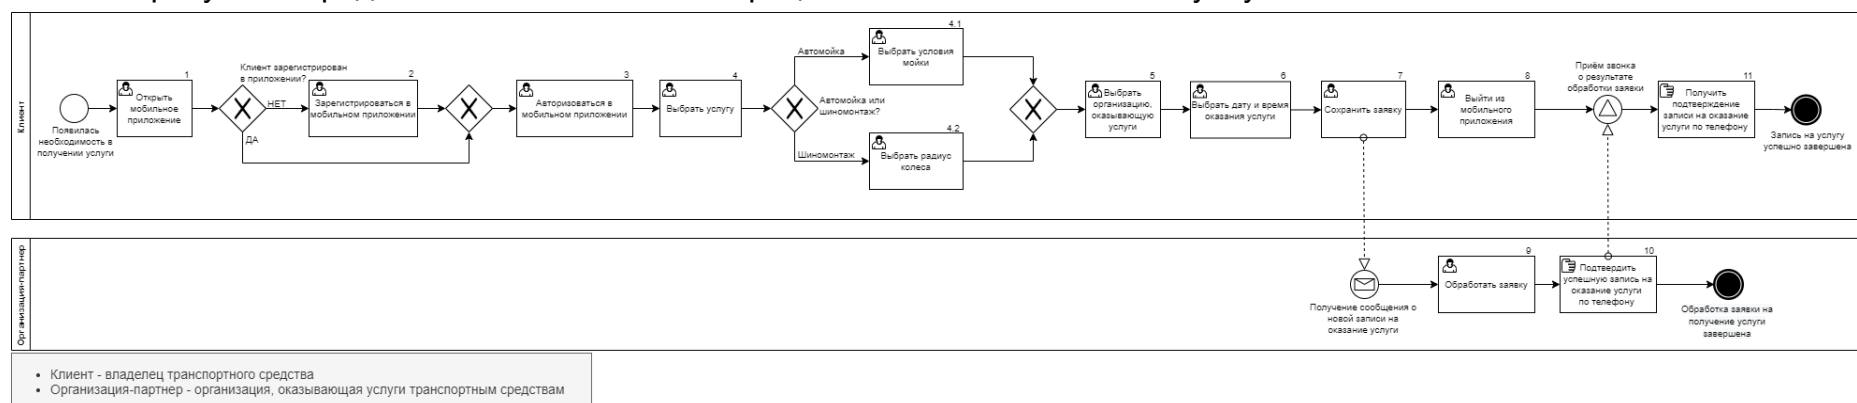 Клиент
Появилась
необходимость в
получении услуги
1
Открыть
мобильное
приложение
Клиент зарегистрирован
в приложении?
НЕТ
ДА
2
Зарегистрироваться в
мобильном приложении
3
Авторизоваться в
мобильном приложении
4
Выбрать услугу
Автомойка
Автомойка или
шиномонтаж?
Шиномонтаж
4.1
Выбрать условия
мойки
4.2
Выбрать радиус
колеса
5
Выбрать
организацию,
оказывающую
услуги
6
Выбрать дату и время
оказания услуги
7
Сохранить заявку
8
Выйти из
мобильного
приложения
Приём звонка
о результате
обработки заявки
11
Получить
подтверждение
записи на оказание
услуги по телефону
Запись на услугу
успешно завершена
Организация-партнер
Получение сообщения о
новой записи на
оказание услуги
9
Обработать заявку
10
Подтвердить
успешную запись на
оказание услуги
по телефону
Обработка заявки на
получение услуги
завершена
• Клиент - владелец транспортного средства
• Организация-партнер - организация, оказывающая услуги транспортным средствам